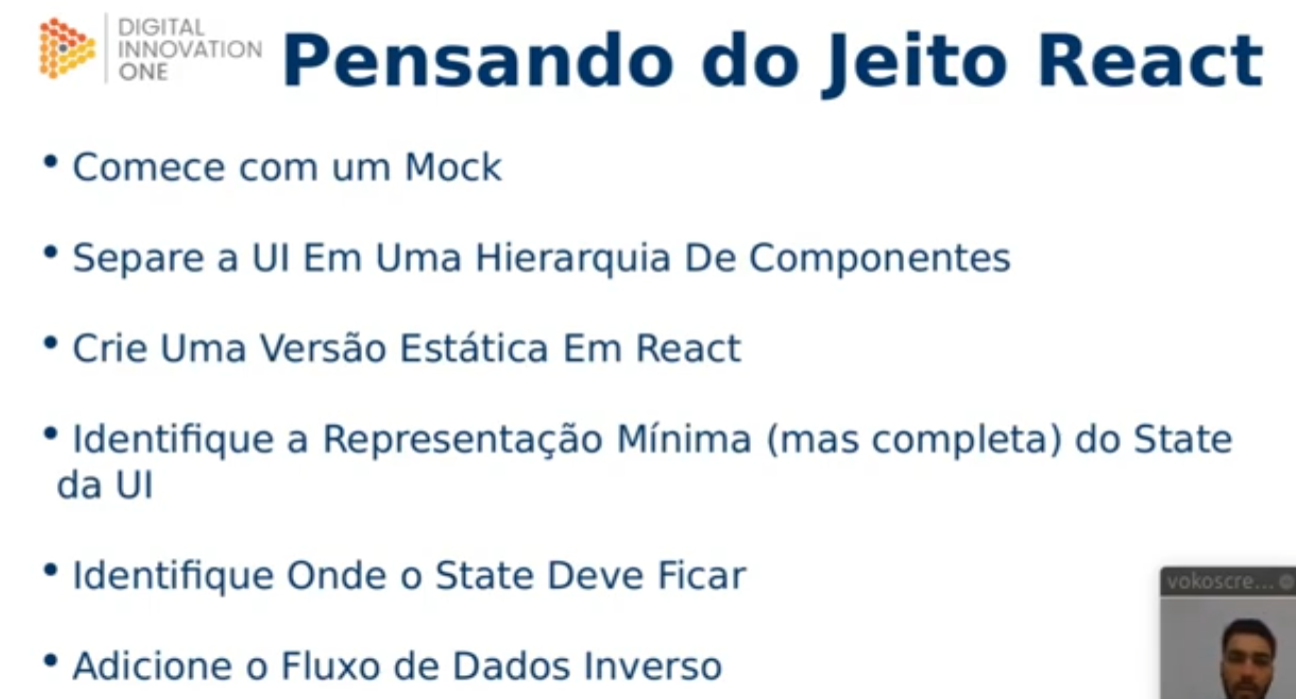 DIGITAL
INNOVATION
ONE
Pensando do Jeito React
• Comece com um Mock
• Separe a UI Em Uma Hierarquia De Componentes
• Crie Uma Versão Estática Em React
• Identifique a Representação Mínima (mas completa) do State
da UI
• Identifique Onde o State Deve Ficar
• Adicione o Fluxo de Dados Inverso
vokoscre...